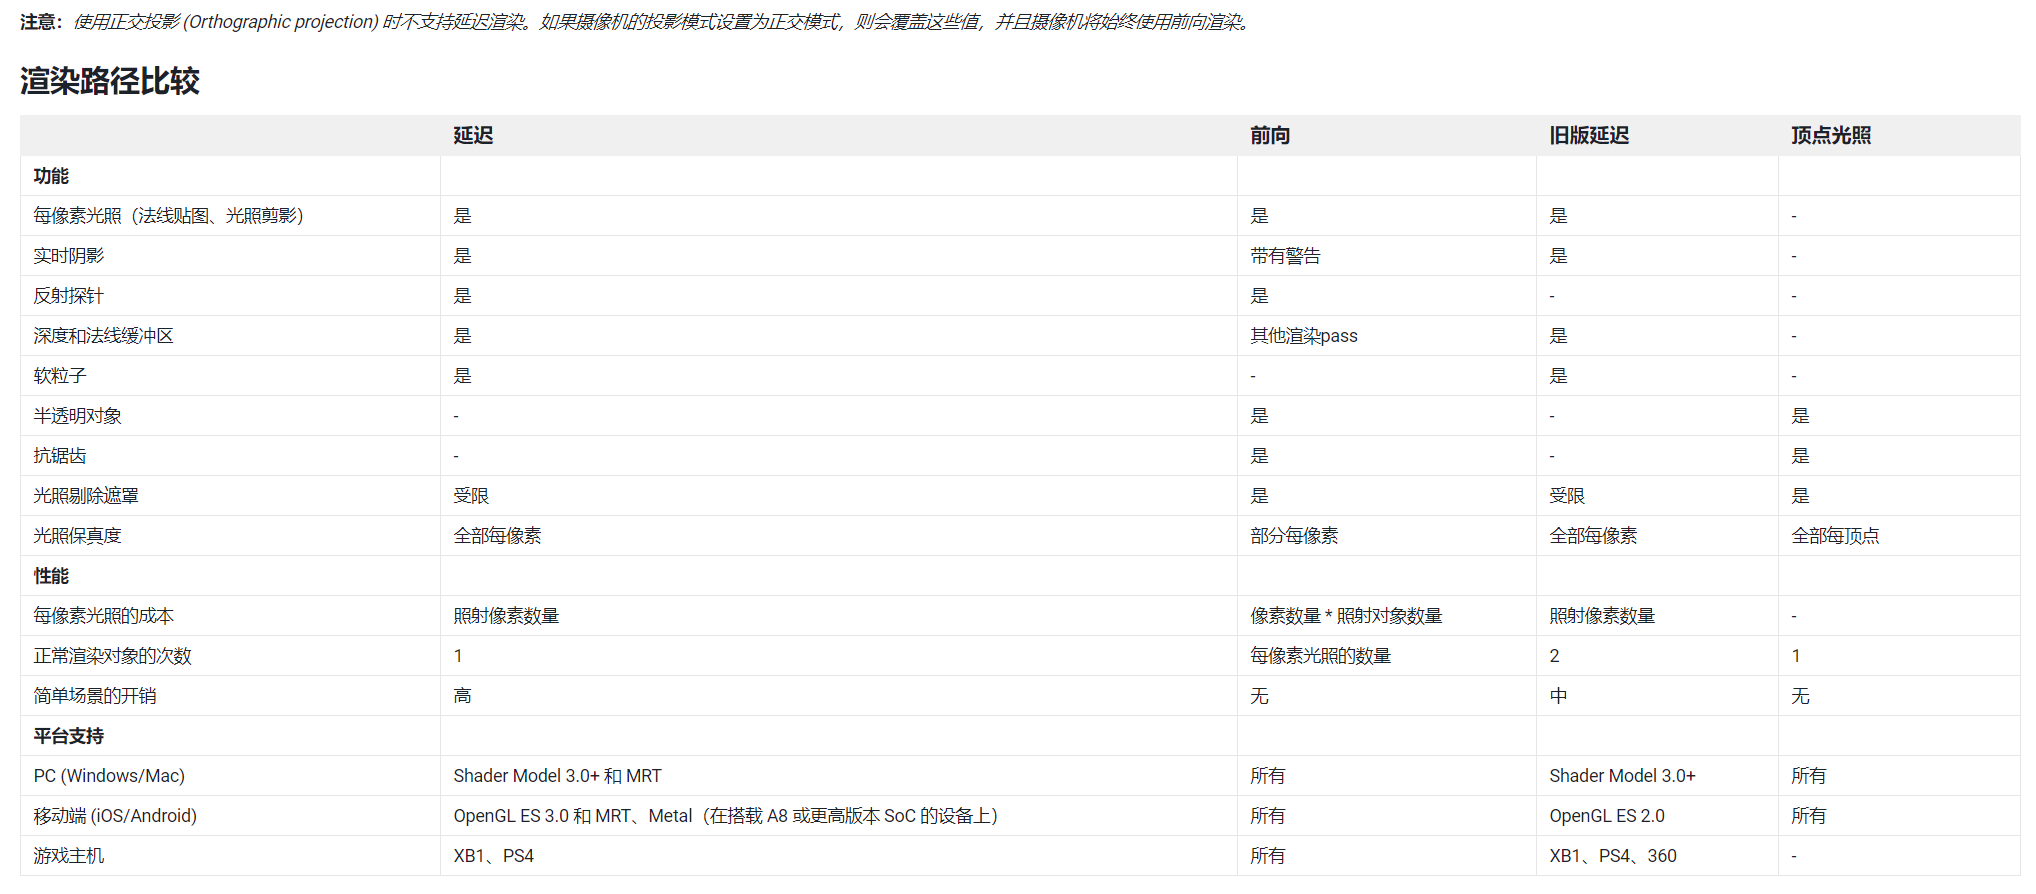 注意：使用正交投影 (Orthographic projection) 时不支持延迟渲染。如果摄像机的投影模式设置为正交模式，则会覆盖这些值，并且摄像机将始终使用前向渲染。
渲染路径比较
延迟 前向 旧版延迟 顶点光照
功能
每像素光照（法线贴图、光照剪影） 是 是 是 -
实时阴影 是 带有警告 是 -
反射探针 是 是 - -
深度和法线缓冲区 是 其他渲染pass 是 -
软粒子 是 - 是 -
半透明对象 - 是 - 是
抗锯齿 - 是 - 是
光照剔除遮罩 受限 是 受限 是
光照保真度 全部每像素 部分每像素 全部每像素 全部每顶点
性能
每像素光照的成本 照射像素数量 像素数量 * 照射对象数量 照射像素数量 -
正常渲染对象的次数 1 每像素光照的数量 2 1
简单场景的开销 高 无 中 无
平台支持
PC (Windows/Mac) Shader Model 3.0+ 和 MRT 所有 Shader Model 3.0+ 所有
移动端 (iOS/Android) OpenGL ES 3.0 和 MRT、Metal（在搭载 A8 或更高版本 SoC 的设备上） 所有 OpenGL ES 2.0 所有
游戏主机 XB1、PS4 所有 XB1、PS4、360 -